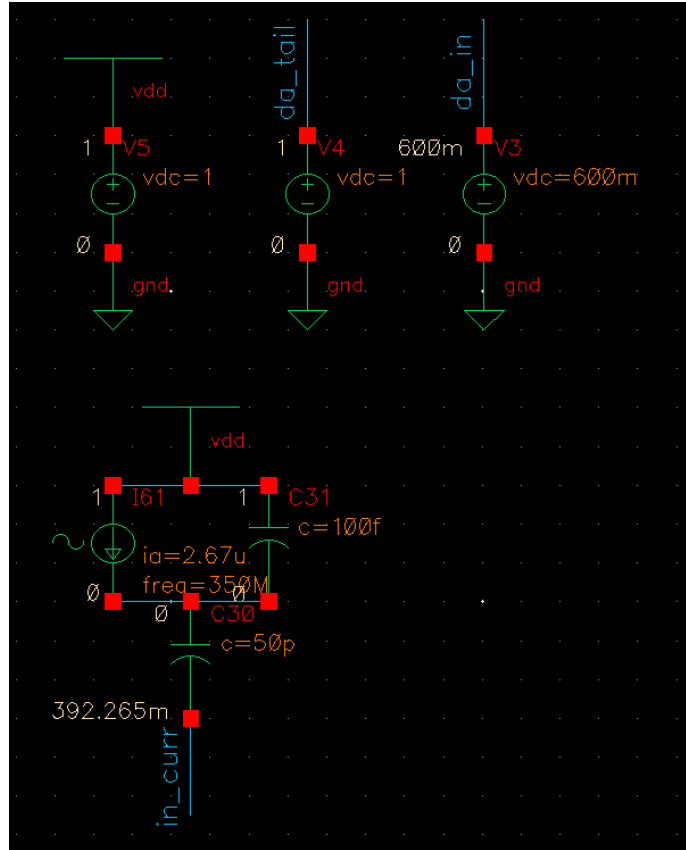 da_tail
da_in
vdd
1 V5
1 V4
600m V3
vdc=1
vdc=1
vdc=600m
0
0
0
gnd
gnd
gnd
vdd
1 I61
1 C31
c=100f
ia=2.67u
freq=350M
0
0
0 C30
c=50p
392.265m
in_curr